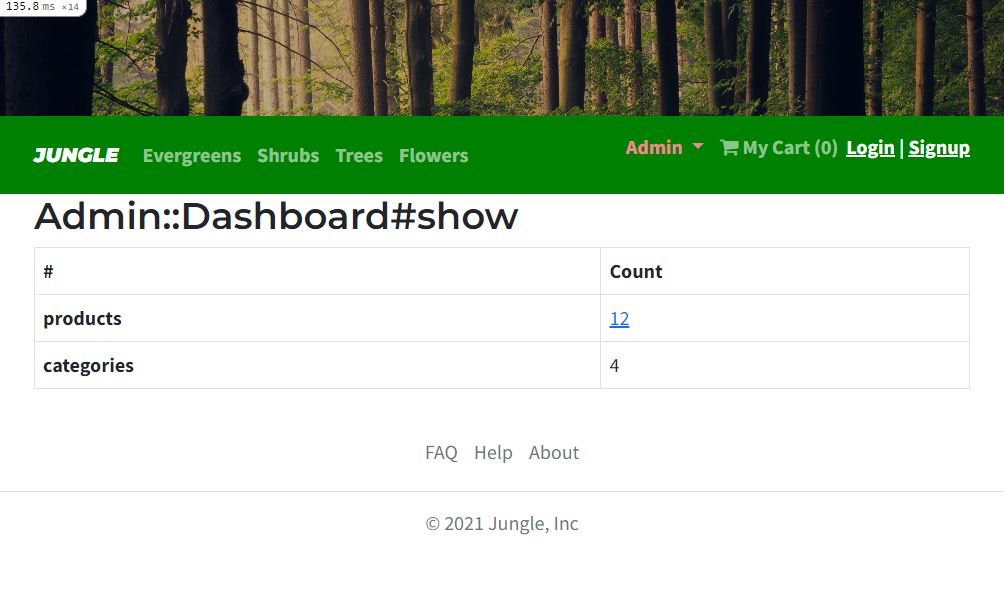 135.8 ms ×14
JUNGLE Evergreens Shrubs Trees Flowers Admin My Cart (0) Login | Signup
Admin::Dashboard#show
# Count
products 12
categories 4
FAQ Help About
© 2021 Jungle, Inc